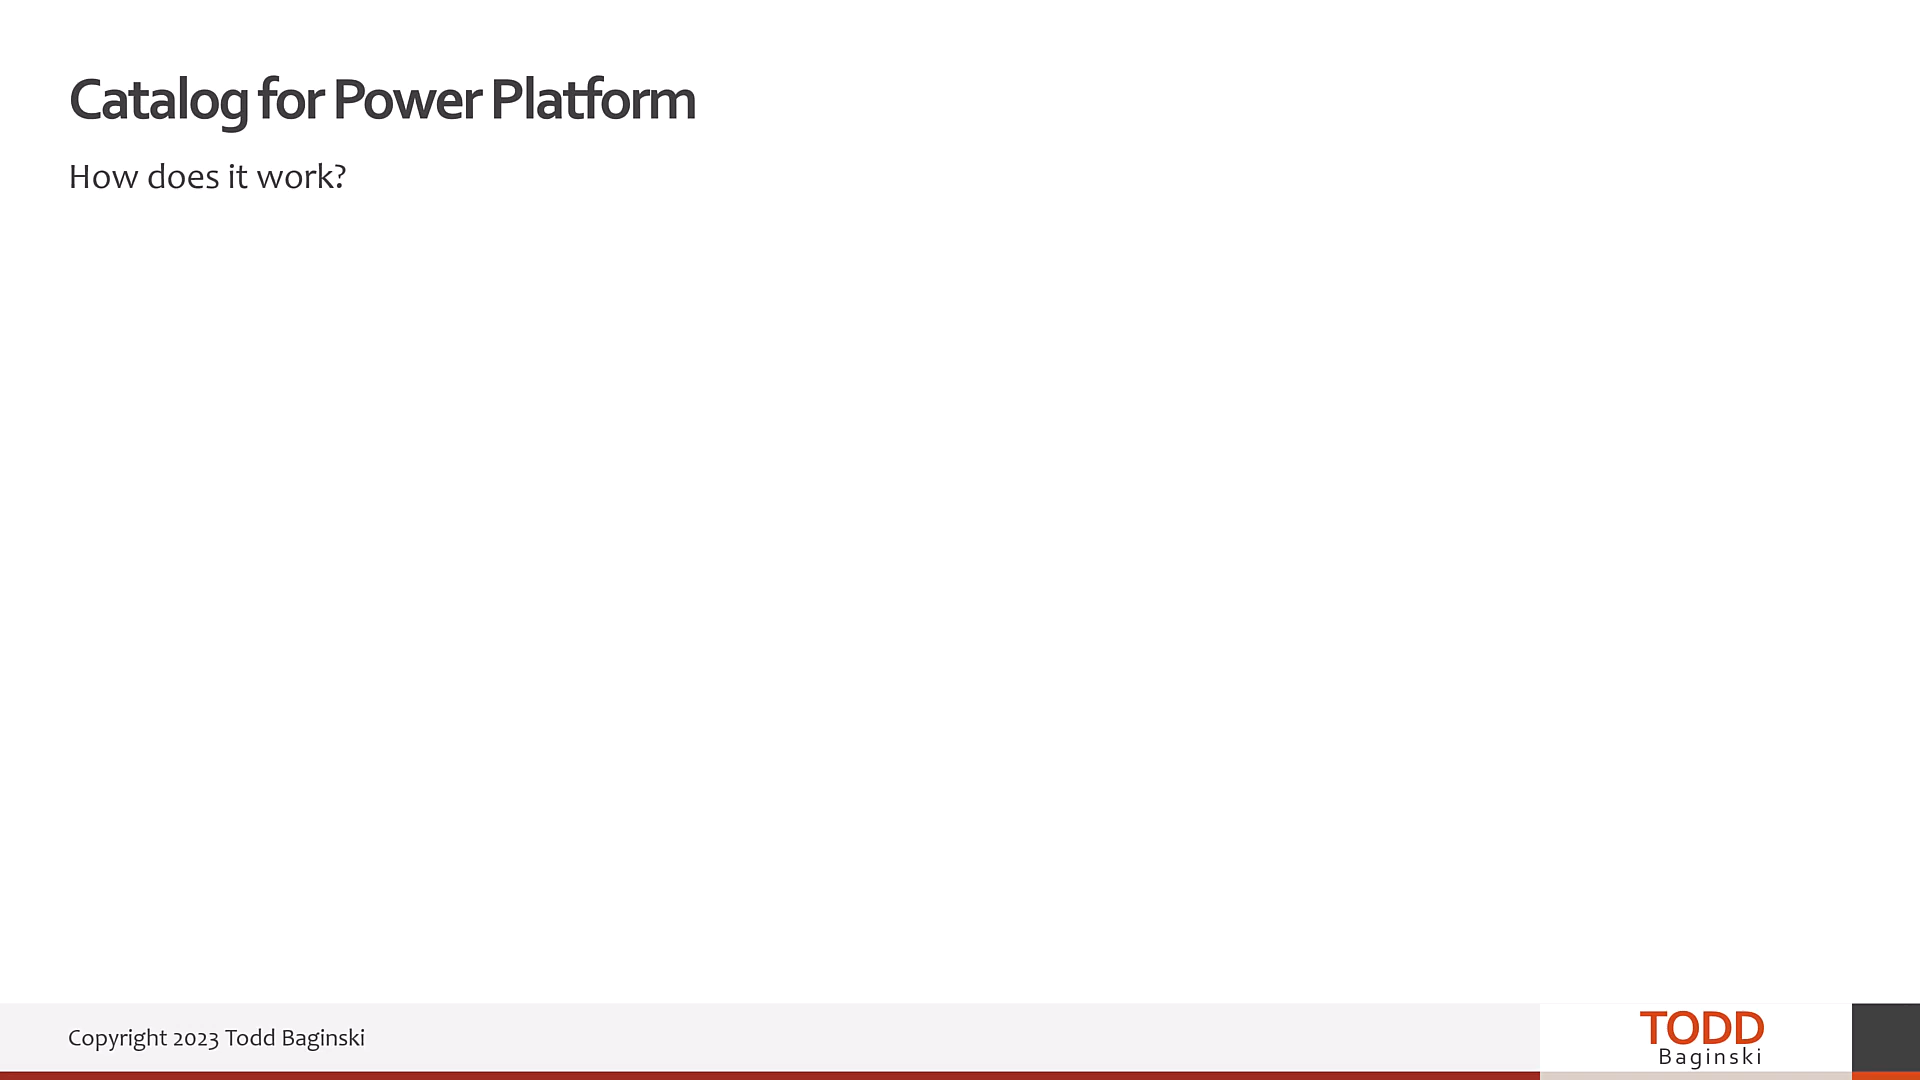 Catalog for Power Platform
How does it work?
Copyright 2023 Todd Baginski
TODD
Baginski